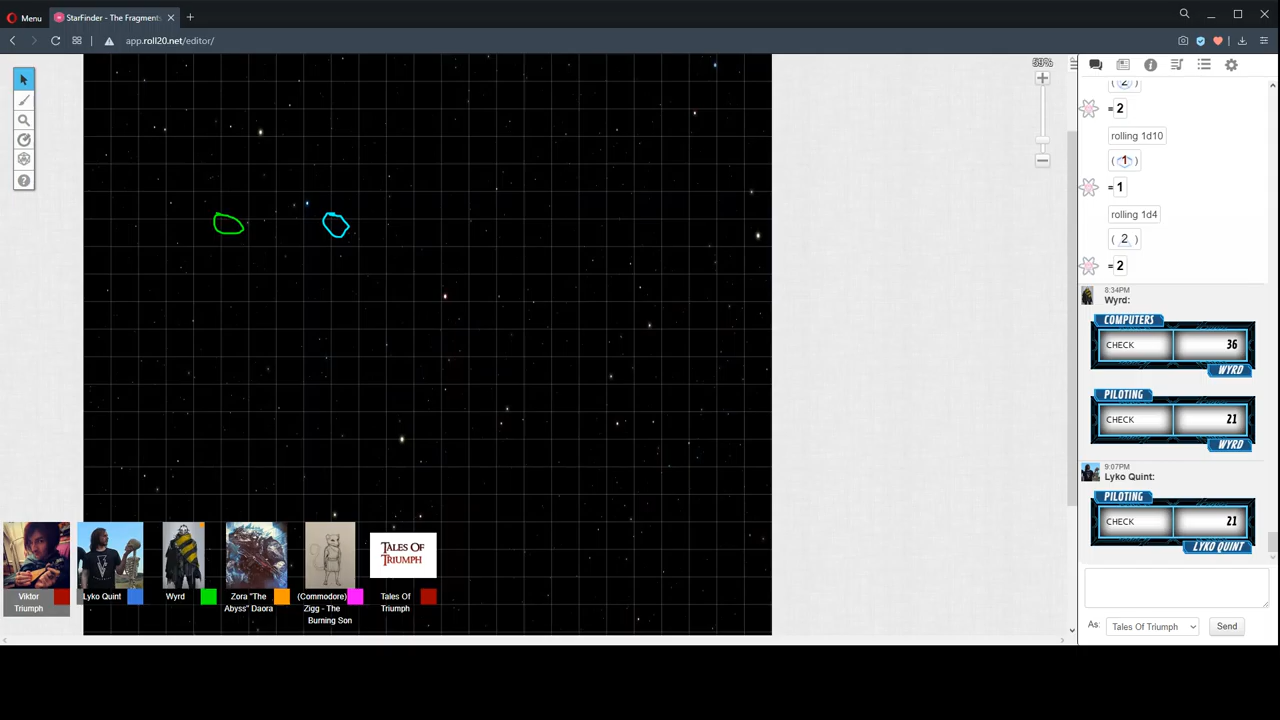 Menu
StarFinder - The Fragments
app.roll20.net/editor/
59%
2
= 2
rolling 1d10
( 1 )
= 1
rolling 1d4
( 2 )
= 2
8:34PM
Wyrd:
COMPUTERS
CHECK 36
WYRD
PILOTING
CHECK 21
WYRD
9:07PM
Lyko Quint:
PILOTING
CHECK 21
LYKO QUINT
As: Tales Of Triumph Send
TALES OF
TRIUMPH
Viktor
Triumph
Lyko Quint
Wyrd
Zora "The
Abyss" Daora
(Commodore)
Zigg - The
Burning Son
Tales Of
Triumph